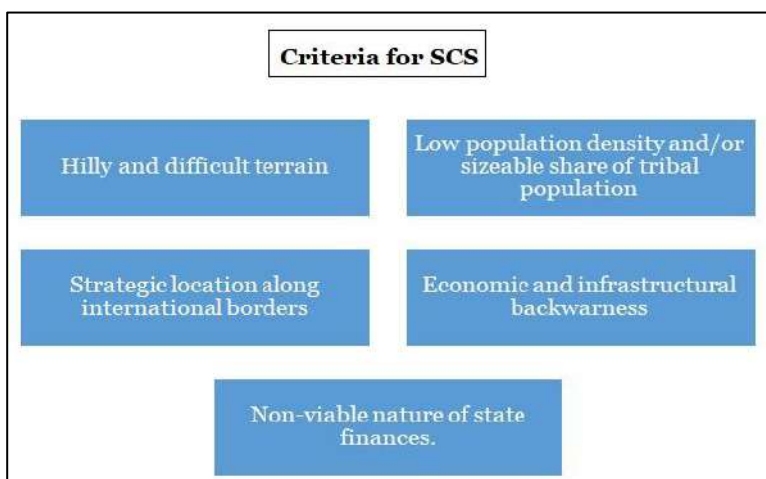 Criteria for SCS
Hilly and difficult terrain
Low population density and/or
sizeable share of tribal
population
Strategic location along
international borders
Economic and infrastructural
backwarness
Non-viable nature of state
finances.